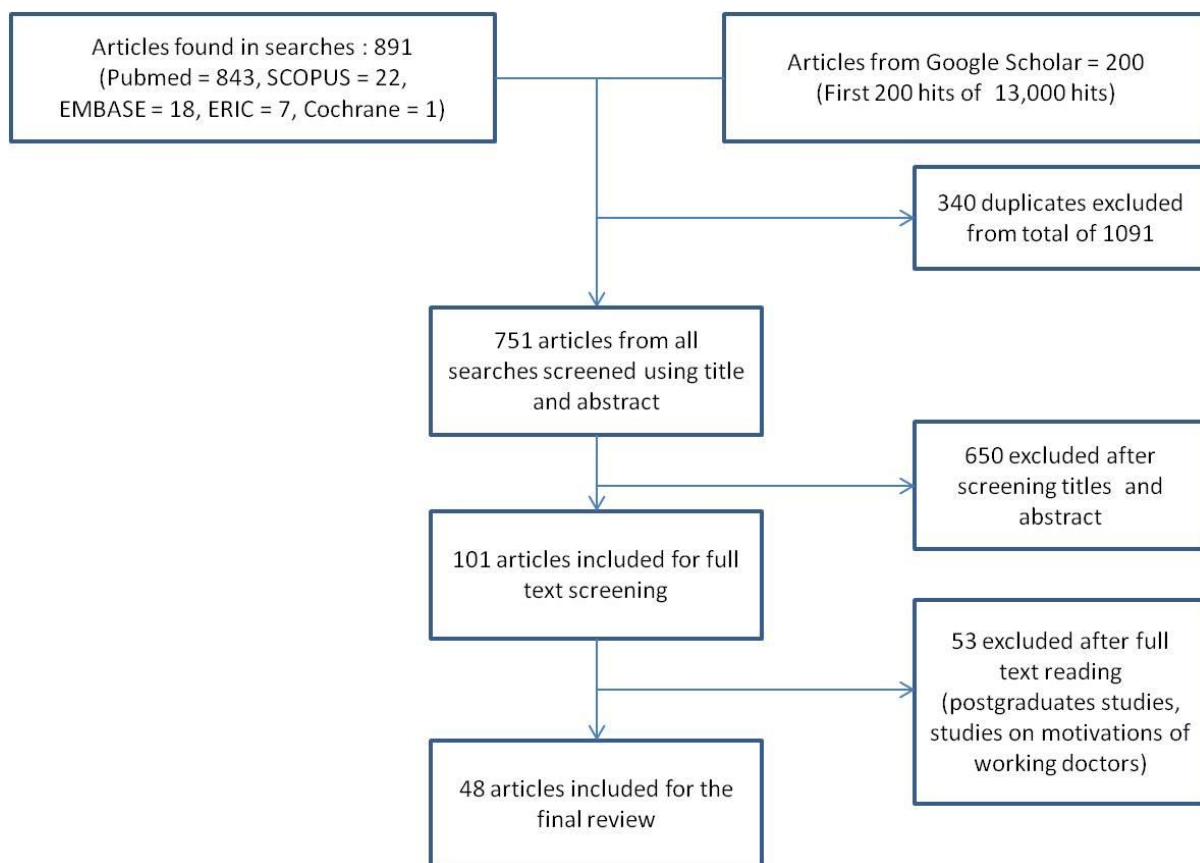 Articles found in searches : 891
(Pubmed = 843, SCOPUS = 22,
EMBASE = 18, ERIC = 7, Cochrane = 1)
Articles from Google Scholar = 200
(First 200 hits of 13,000 hits)
340 duplicates excluded
from total of 1091
751 articles from all
searches screened using title
and abstract
650 excluded after
screening titles and
abstract
101 articles included for full
text screening
53 excluded after full
text reading
(postgraduates studies,
studies on motivations of
working doctors)
48 articles included for the
final review